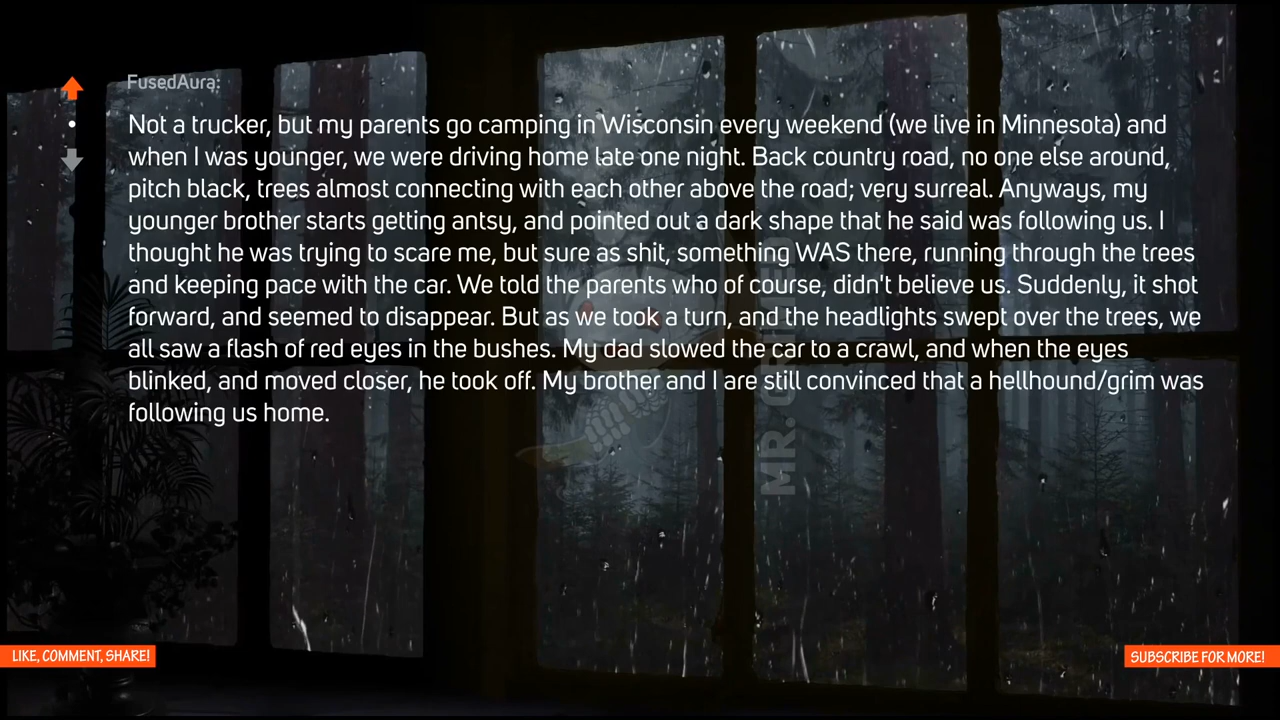 FusedAura:
Not a trucker, but my parents go camping in Wisconsin every weekend (we live in Minnesota) and
when I was younger, we were driving home late one night. Back country road, no one else around,
pitch black, trees almost connecting with each other above the road; very surreal. Anyways, my
younger brother starts getting antsy, and pointed out a dark shape that he said was following us. I
thought he was trying to scare me, but sure as shit, something WAS there, running through the trees
and keeping pace with the car. We told the parents who of course, didn't believe us. Suddenly, it shot
forward, and seemed to disappear. But as we took a turn, and the headlights swept over the trees, we
all saw a flash of red eyes in the bushes. My dad slowed the car to a crawl, and when the eyes
blinked, and moved closer, he took off. My brother and I are still convinced that a hellhound/grim was
following us home.
MR.
LIKE, COMMENT, SHARE!
SUBSCRIBE FOR MORE!